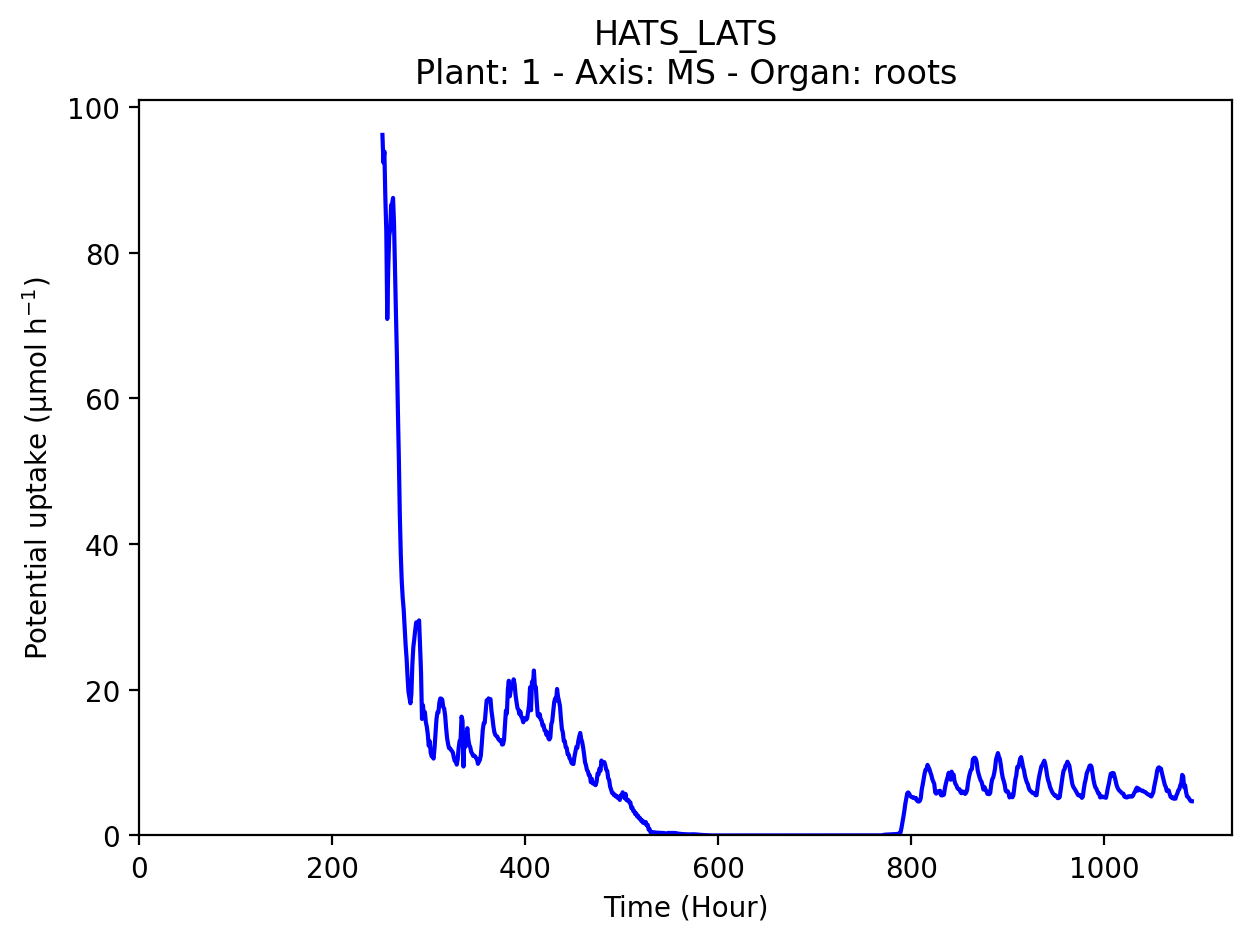 HATS_LATS
Plant: 1 - Axis: MS - Organ: roots
100
80
60
40
20
0
Potential uptake (µmol h⁻¹)
0 200 400 600 800 1000
Time (Hour)